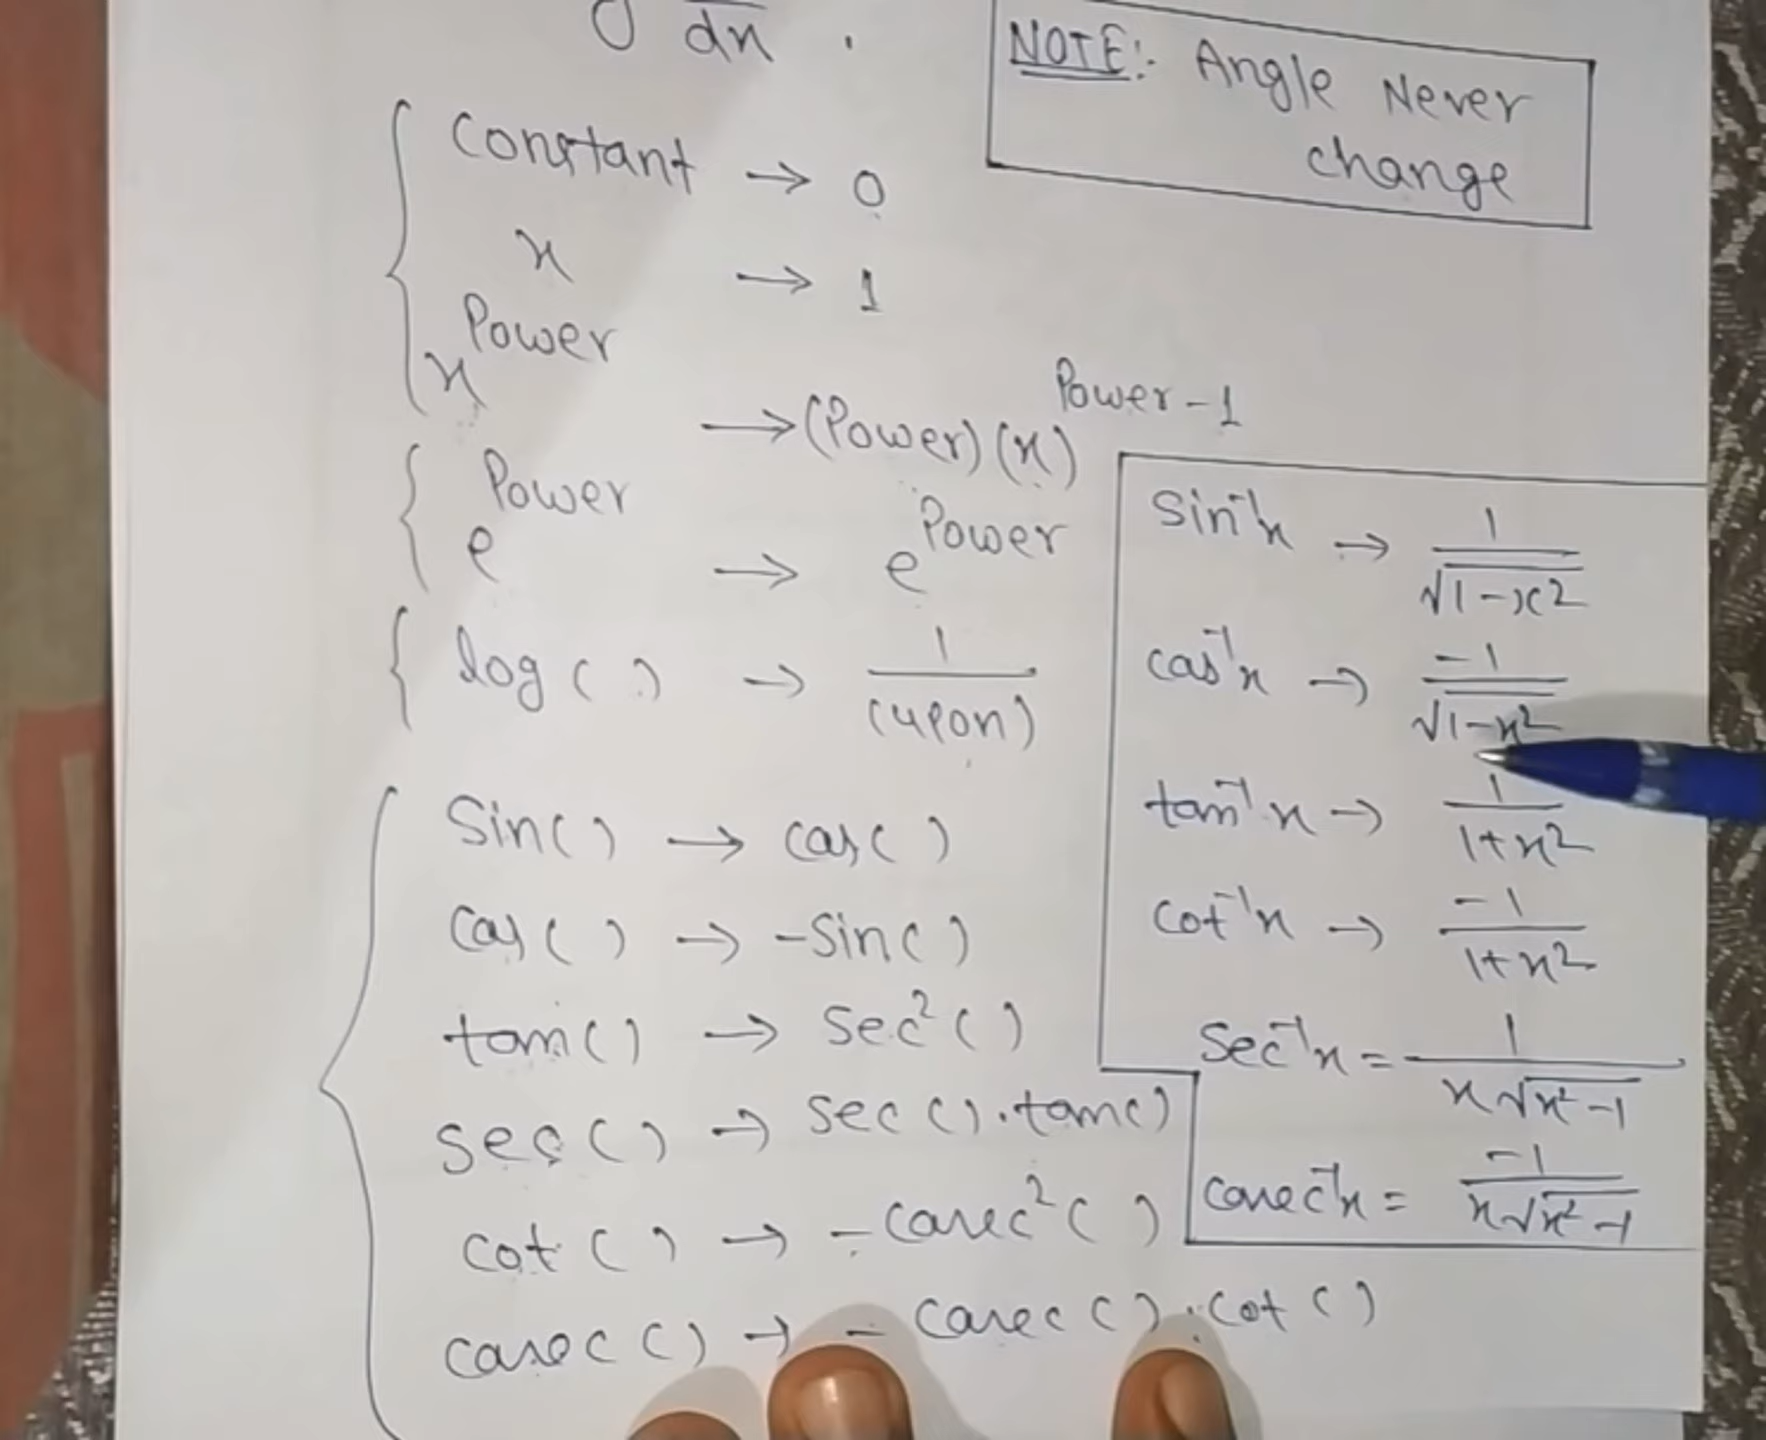 dx .
NOTE:- Angle Never
change
Constant → 0
x → 1
x^Power → (Power) (x)^Power-1
e^Power → e^Power
log ( ) → 1/(upon)
Sin( ) → cos( )
Cos( ) → -Sin( )
tan( ) → Sec²( )
sec( ) → sec ( ).tan( )
cot ( ) → -cosec²( )
cosec ( ) → - cosec ( ).cot ( )
Sin⁻¹x → 1/√1-x²
cos⁻¹x → -1/√1-x²
tan⁻¹x → 1/1+x²
cot⁻¹x → -1/1+x²
Sec⁻¹x = 1/x√x²-1
cosec⁻¹x = -1/x√x²-1